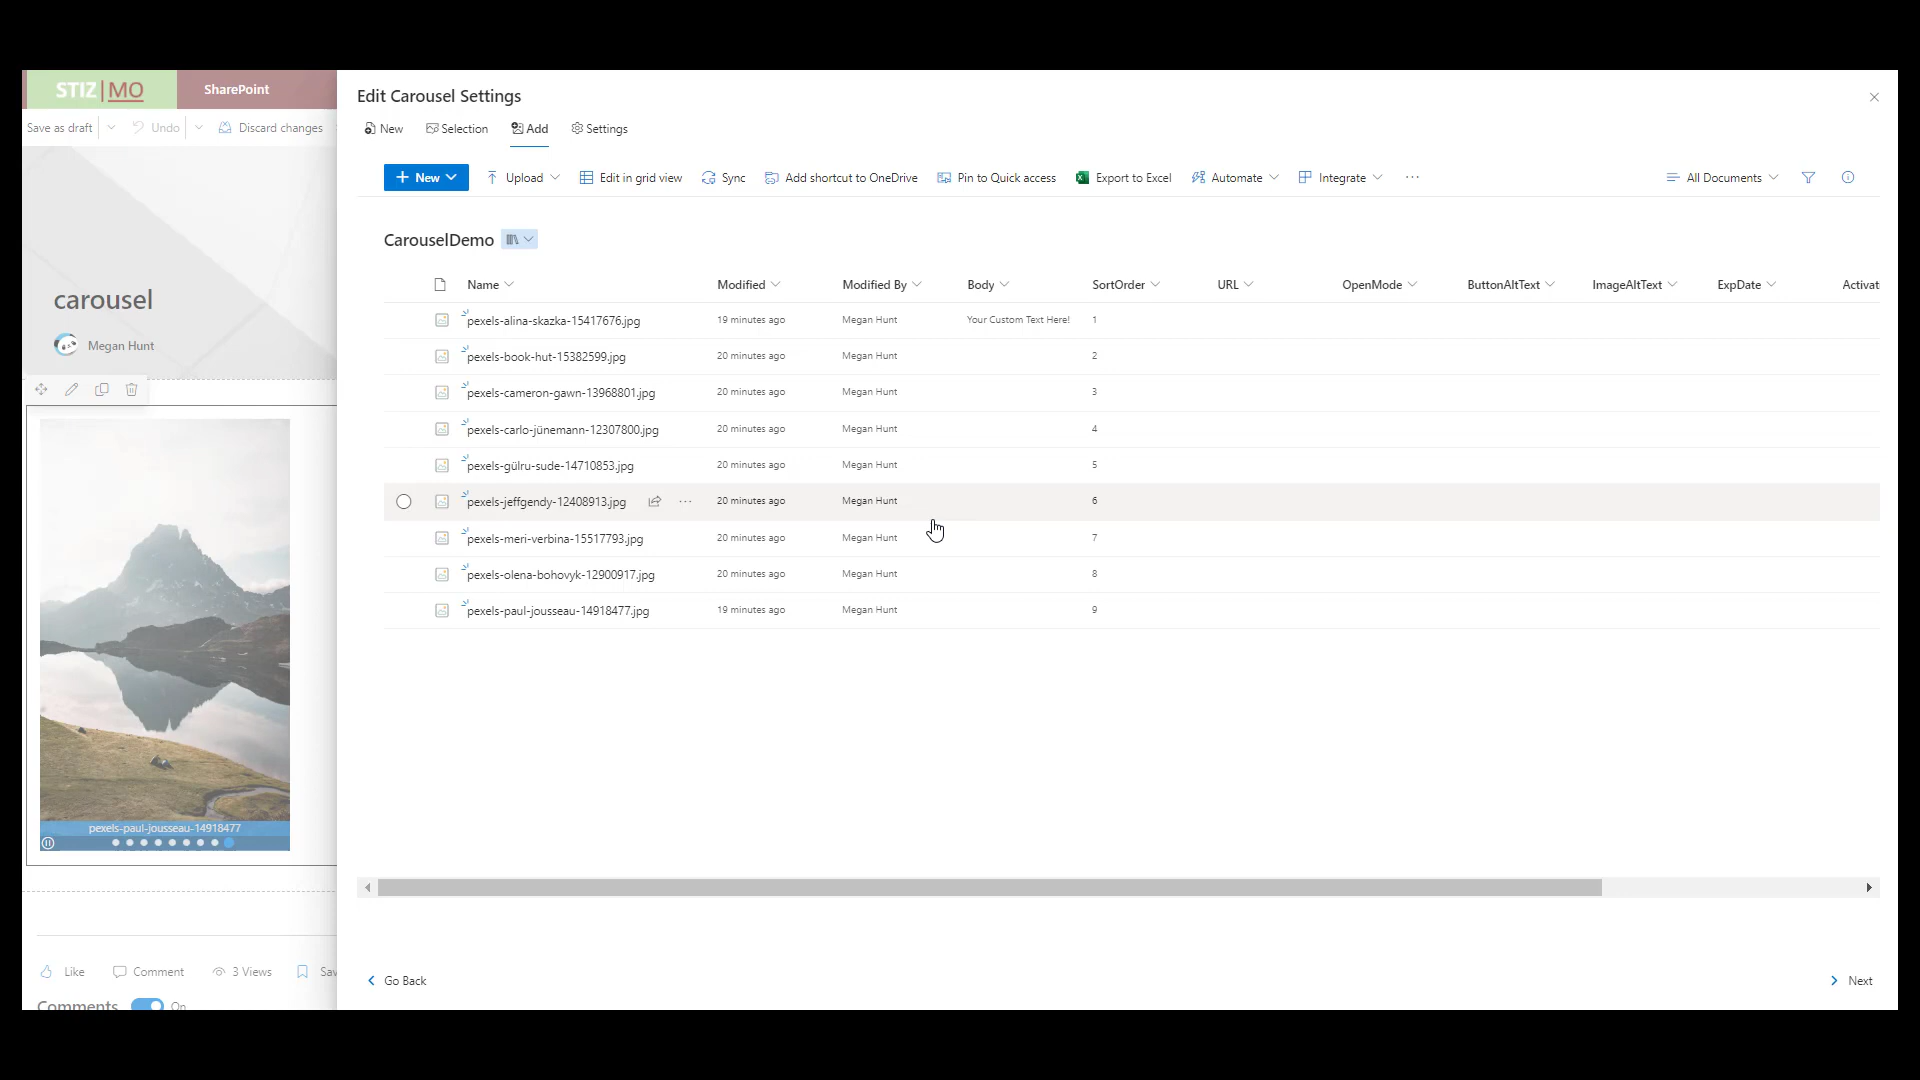 STIZ|MO
SharePoint
Save as draft
Undo
Discard changes
carousel
Megan Hunt
pexels-paul-jousseau-14918477
Like
Comment
3 Views
Sav
Comments
On
Edit Carousel Settings
New
Selection
Add
Settings
New
Upload
Edit in grid view
Sync
Add shortcut to OneDrive
Pin to Quick access
Export to Excel
Automate
Integrate
All Documents
CarouselDemo
Name Modified Modified By Body SortOrder URL OpenMode ButtonAltText ImageAltText ExpDate Activat
pexels-alina-skazka-15417676.jpg 19 minutes ago Megan Hunt Your Custom Text Here! 1
pexels-book-hut-15382599.jpg 20 minutes ago Megan Hunt 2
pexels-cameron-gawn-13968801.jpg 20 minutes ago Megan Hunt 3
pexels-carlo-jünemann-12307800.jpg 20 minutes ago Megan Hunt 4
pexels-gülru-sude-14710853.jpg 20 minutes ago Megan Hunt 5
pexels-jeffgendy-12408913.jpg 20 minutes ago Megan Hunt 6
pexels-meri-verbina-15517793.jpg 20 minutes ago Megan Hunt 7
pexels-olena-bohovyk-12900917.jpg 20 minutes ago Megan Hunt 8
pexels-paul-jousseau-14918477.jpg 19 minutes ago Megan Hunt 9
Go Back
Next